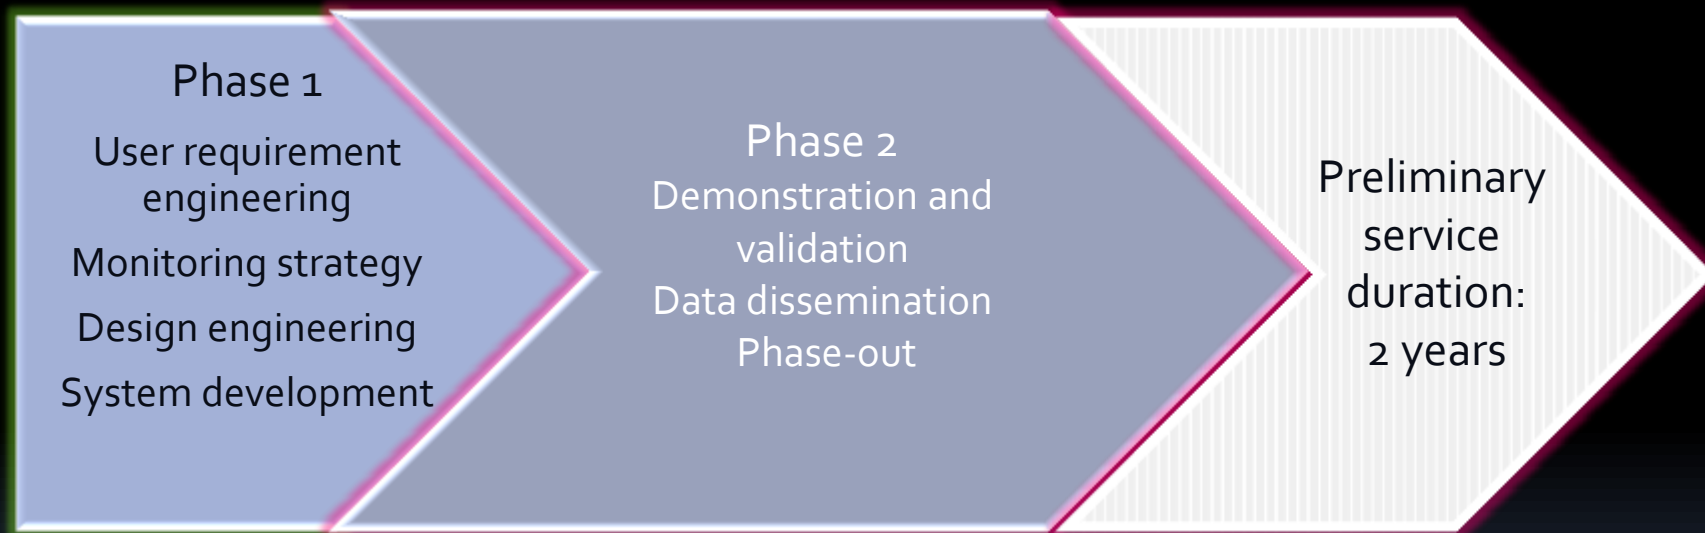 Phase 1
User requirement
engineering
Monitoring strategy
Design engineering
System development
Phase 2
Demonstration and
validation
Data dissemination
Phase-out
Preliminary
service
duration:
2 years